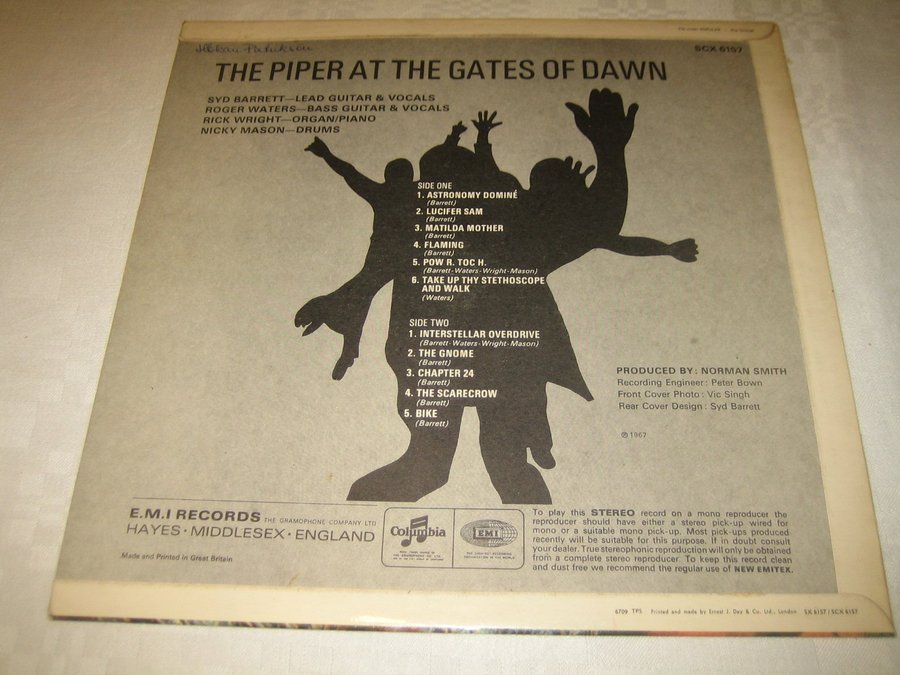 SCX 6157
THE PIPER AT THE GATES OF DAWN
SYD BARRETT—LEAD GUITAR & VOCALS
ROGER WATERS—BASS GUITAR & VOCALS
RICK WRIGHT—ORGAN/PIANO
NICKY MASON—DRUMS
SIDE ONE
1. ASTRONOMY DOMINÉ
(Barrett)
2. LUCIFER SAM
(Barrett)
3. MATILDA MOTHER
(Barrett)
4. FLAMING
(Barrett)
5. POW R. TOC H.
(Barrett-Waters-Wright-Mason)
6. TAKE UP THY STETHOSCOPE
AND WALK
(Waters)
SIDE TWO
1. INTERSTELLAR OVERDRIVE
(Barrett-Waters-Wright-Mason)
2. THE GNOME
(Barrett)
3. CHAPTER 24
(Barrett)
4. THE SCARECROW
(Barrett)
5. BIKE
(Barrett)
PRODUCED BY: NORMAN SMITH
Recording Engineer: Peter Bown
Front Cover Photo: Vic Singh
Rear Cover Design: Syd Barrett
℗ 1967
E.M.I RECORDS THE GRAMOPHONE COMPANY LTD
HAYES · MIDDLESEX · ENGLAND
Made and Printed in Great Britain
Columbia
EMI
To play this STEREO record on a mono reproducer the
reproducer should have either a stereo pick-up wired for
mono or a suitable mono pick-up. Most pick-ups produced
recently will be suitable for this purpose. If in doubt consult
your dealer. True stereophonic reproduction will only be obtained
from a complete stereo reproducer. To keep this record clean
and dust free we recommend the regular use of NEW EMITEX.
6709 TPS Printed and made by Ernest J. Day & Co. Ltd., London SX 6157/SCX 6157